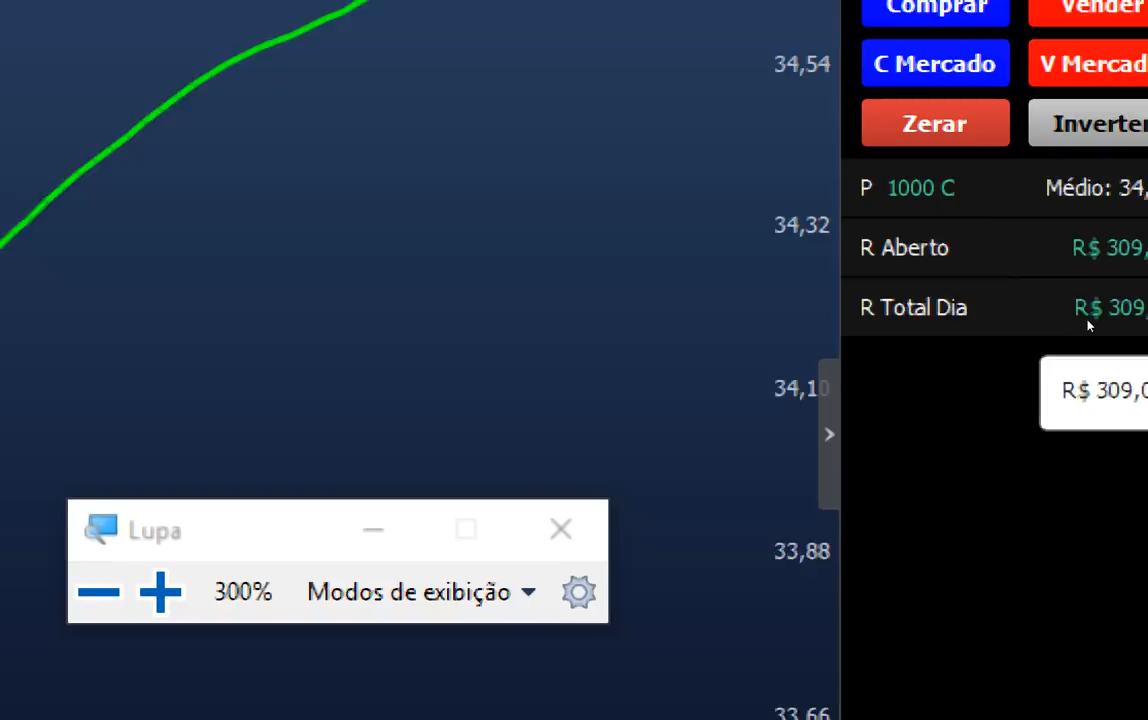 Comprar Vender
34,54
C Mercado V Mercad
Zerar Inverter
P 1000 C Médio: 34,
34,32
R Aberto R$ 309,
R Total Dia R$ 309,
34,10
R$ 309,0
Lupa
33,88
300% Modos de exibição
33,66